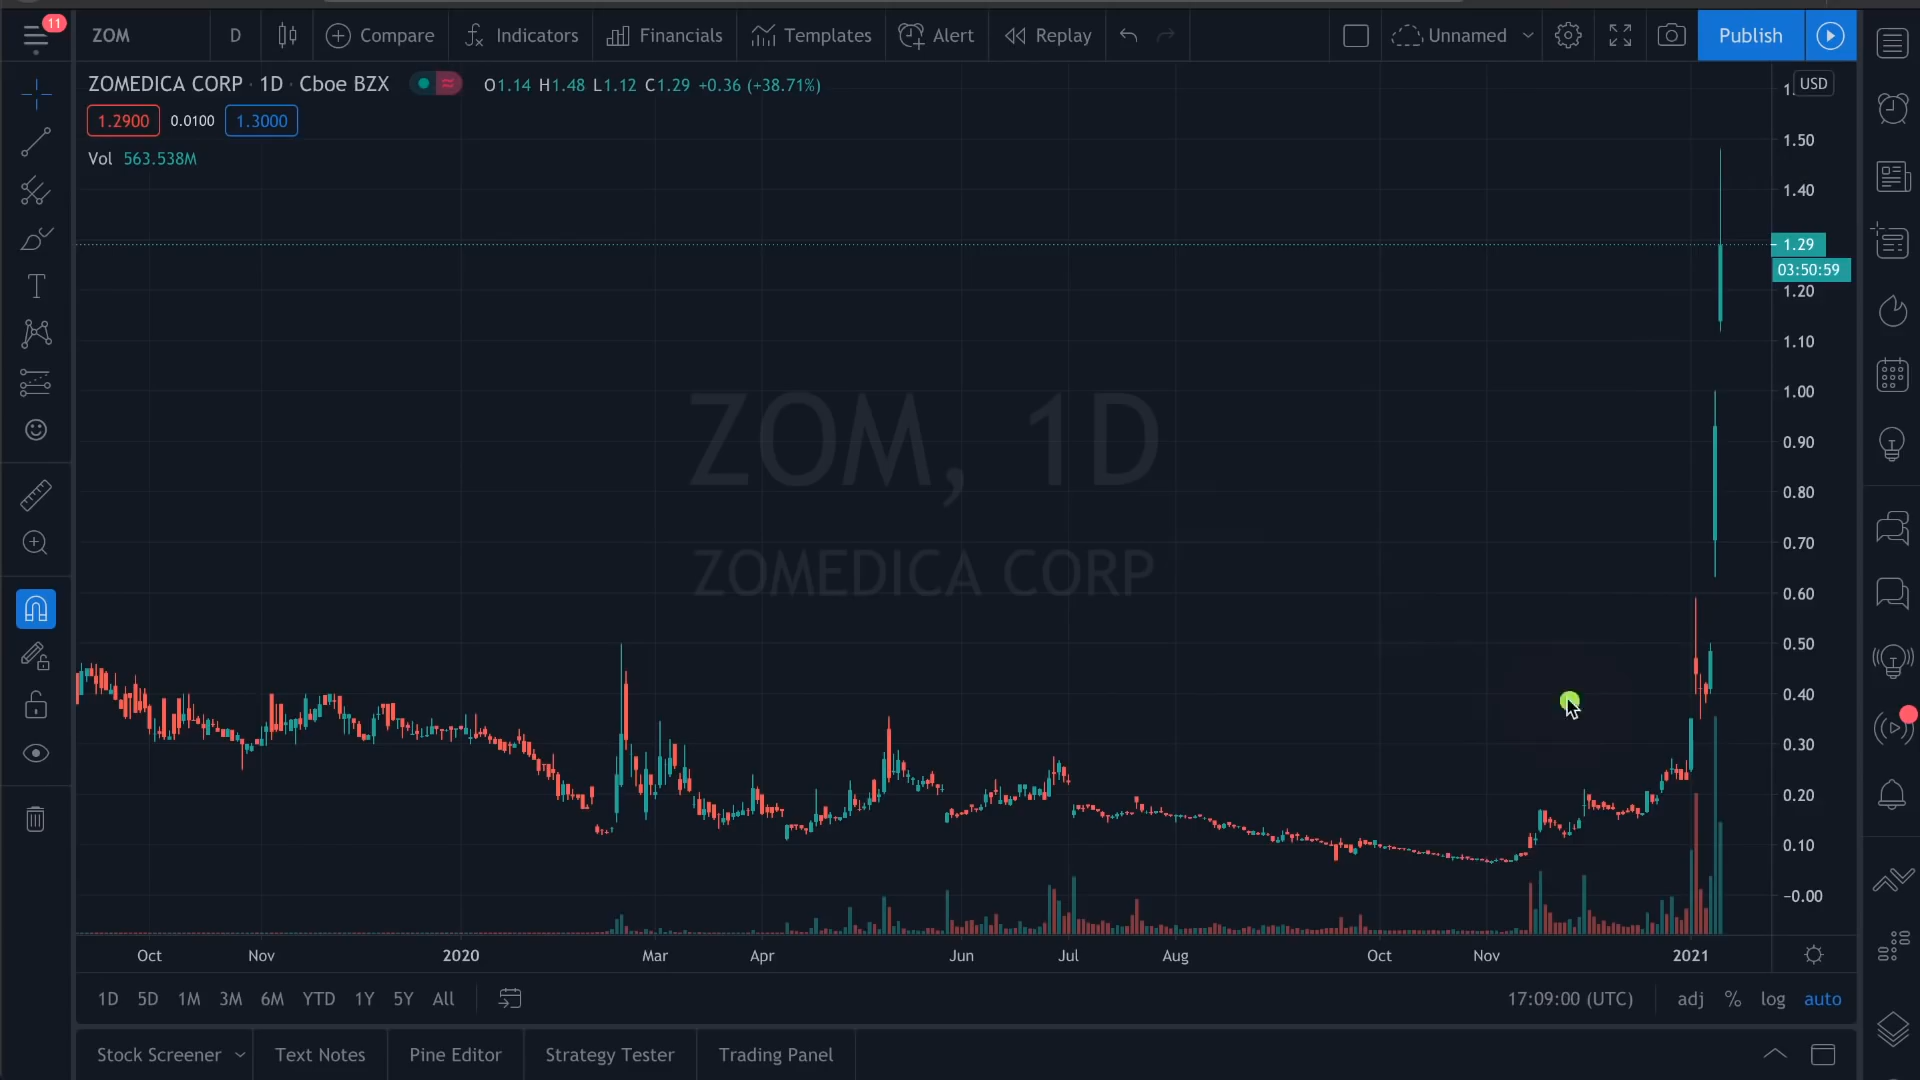 11
ZOM D Compare Indicators Financials Templates Alert Replay Unnamed Publish
ZOMEDICA CORP · 1D · Cboe BZX O1.14 H1.48 L1.12 C1.29 +0.36 (+38.71%)
USD
1.2900 0.0100 1.3000
Vol 563.538M
1.50
1.40
1.29
03:50:59
1.20
1.10
1.00
0.90
0.80
0.70
0.60
0.50
0.40
0.30
0.20
0.10
−0.00
ZOM, 1D
ZOMEDICA CORP
Oct Nov 2020 Mar Apr Jun Jul Aug Oct Nov 2021
1D 5D 1M 3M 6M YTD 1Y 5Y All 17:09:00 (UTC) adj % log auto
Stock Screener Text Notes Pine Editor Strategy Tester Trading Panel